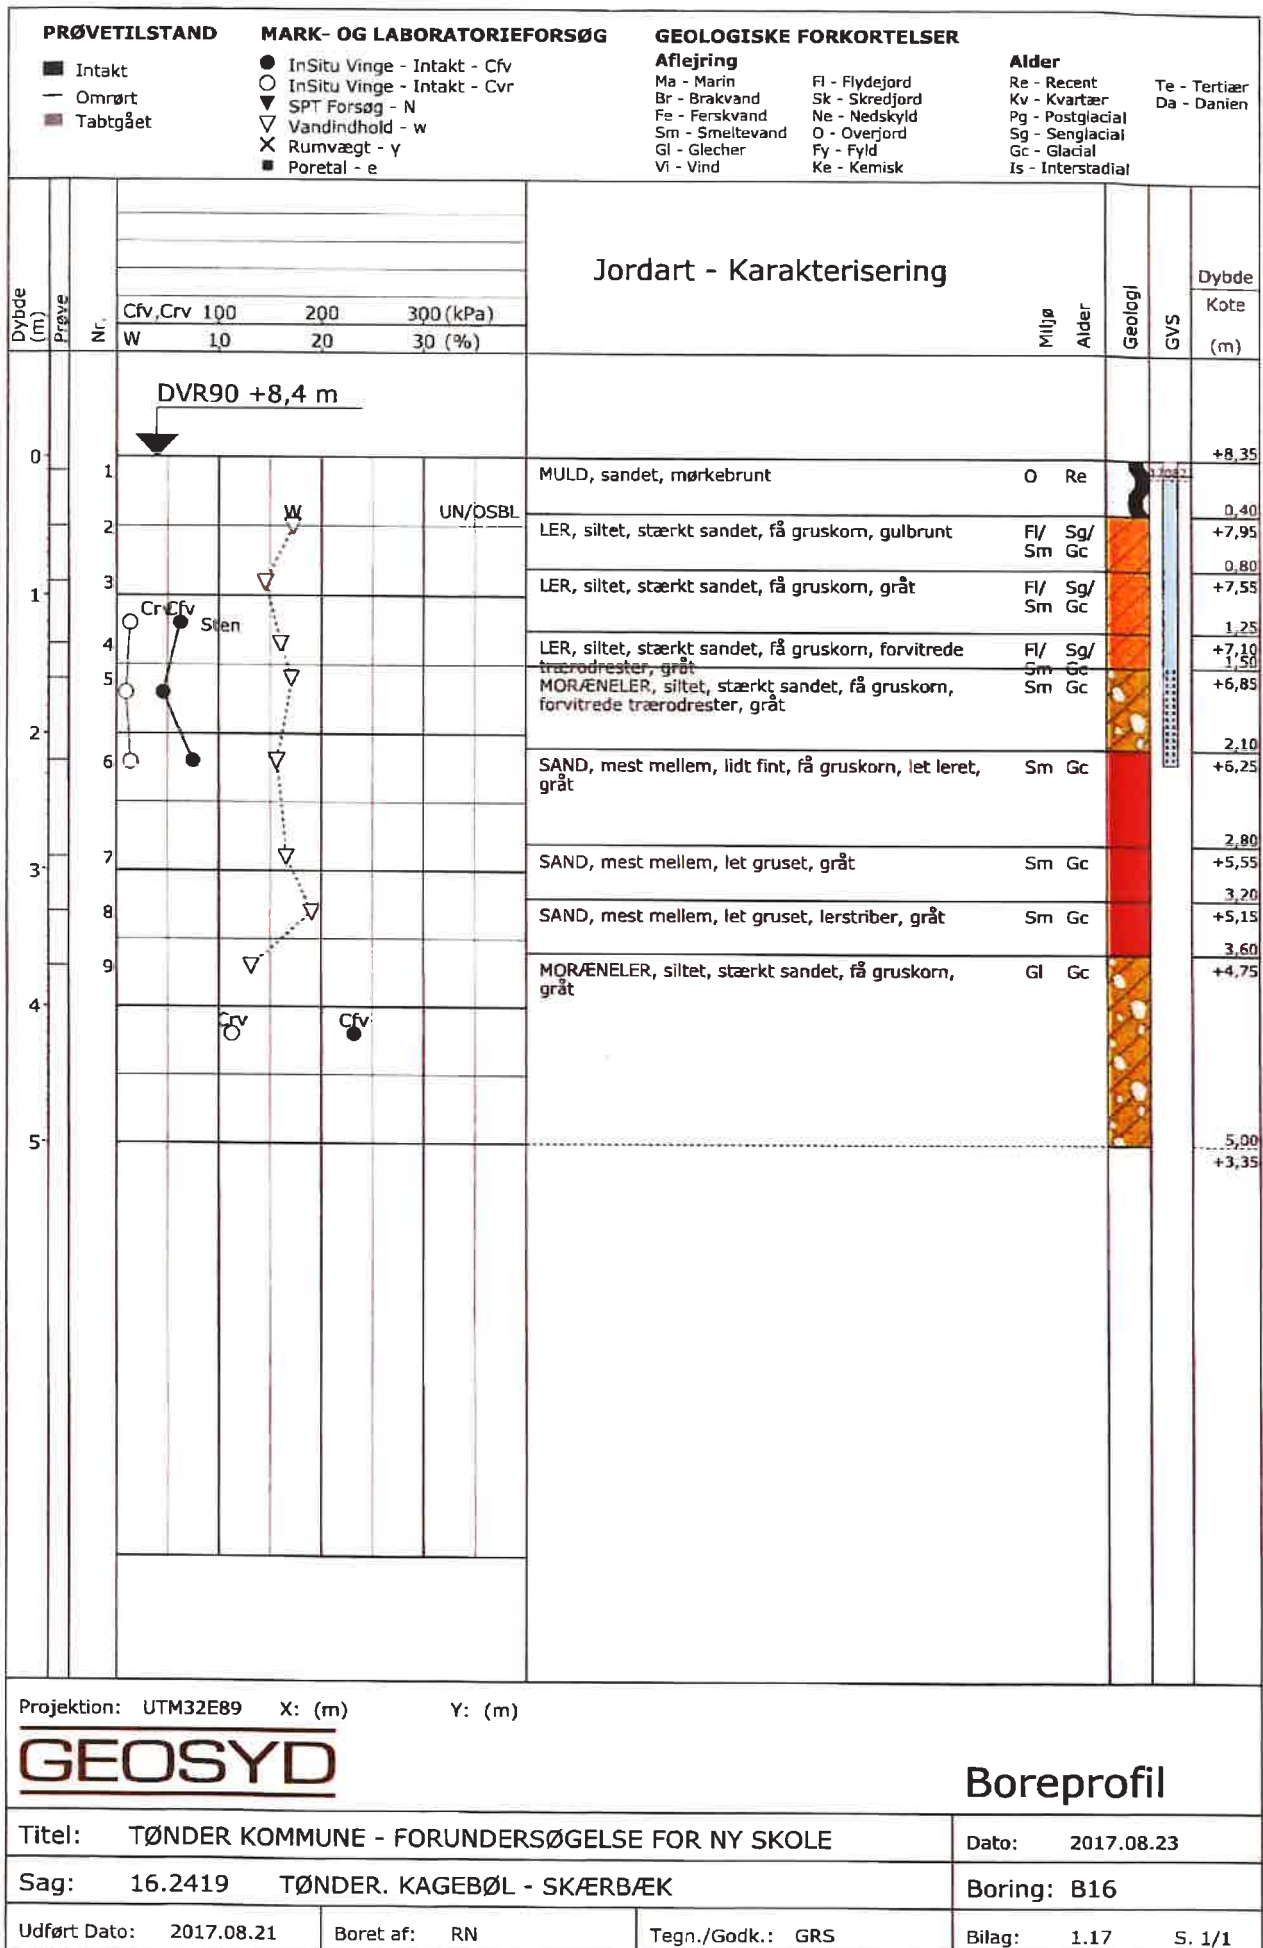 PRØVETILSTAND
Intakt
Omrørt
Tabtgået
MARK- OG LABORATORIEFORSØG
InSitu Vinge - Intakt - Cfv
InSitu Vinge - Intakt - Cvr
SPT Forsøg - N
Vandindhold - w
Rumvægt - γ
Poretal - e
GEOLOGISKE FORKORTELSER
Aflejring
Ma - Marin
Br - Brakvand
Fe - Ferskvand
Sm - Smeltevand
Gl - Glecher
Vi - Vind
Fl - Flydejord
Sk - Skredjord
Ne - Nedskyld
O - Overjord
Fy - Fyld
Ke - Kemisk
Alder
Re - Recent
Kv - Kvartær
Pg - Postglacial
Sg - Senglacial
Gc - Glacial
Is - Interstadial
Te - Tertiær
Da - Danien
Dybde (m)
Prøve
Nr.
Cfv,Crv 100 200 300 (kPa)
W 10 20 30 (%)
Jordart - Karakterisering
Miljø
Alder
Geologi
GVS
Dybde
Kote
(m)
DVR90 +8,4 m
0
+8,35
1 MULD, sandet, mørkebrunt O Re
W UN/OSBL
0,40
2 LER, siltet, stærkt sandet, få gruskorn, gulbrunt Fl/ Sg/ +7,95
Sm Gc
0,80
3 LER, siltet, stærkt sandet, få gruskorn, gråt Fl/ Sg/ +7,55
1 Sm Gc
Crv Cfv
Sten
1,25
4 LER, siltet, stærkt sandet, få gruskorn, forvitrede Fl/ Sg/ +7,10
trærodrester, gråt Sm Gc 1,50
5 MORÆNELER, siltet, stærkt sandet, få gruskorn, Sm Gc +6,85
forvitrede trærodrester, gråt
2
2,10
6 SAND, mest mellem, lidt fint, få gruskorn, let leret, Sm Gc +6,25
gråt
2,80
7 SAND, mest mellem, let gruset, gråt Sm Gc +5,55
3
3,20
8 SAND, mest mellem, let gruset, lerstriber, gråt Sm Gc +5,15
3,60
9 MORÆNELER, siltet, stærkt sandet, få gruskorn, Gl Gc +4,75
gråt
4
Crv Cfv
5
5,00
+3,35
Projektion: UTM32E89 X: (m) Y: (m)
GEOSYD
Boreprofil
Titel: TØNDER KOMMUNE - FORUNDERSØGELSE FOR NY SKOLE
Dato: 2017.08.23
Sag: 16.2419 TØNDER. KAGEBØL - SKÆRBÆK
Boring: B16
Udført Dato: 2017.08.21 Boret af: RN Tegn./Godk.: GRS Bilag: 1.17 S. 1/1